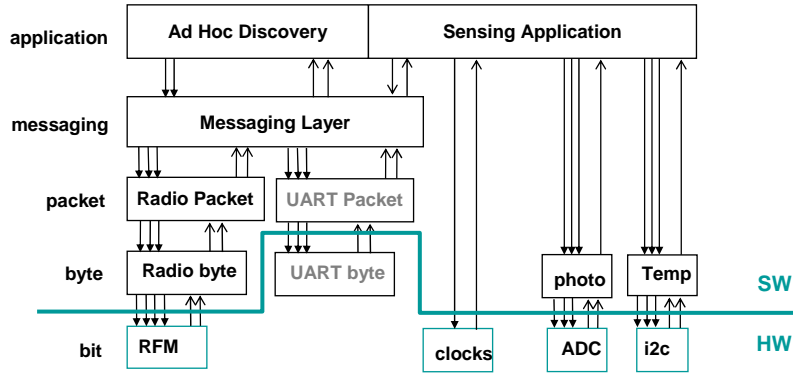 application
Ad Hoc Discovery
Sensing Application
messaging
Messaging Layer
packet
Radio Packet
UART Packet
byte
Radio byte
UART byte
photo
Temp
SW
bit
RFM
clocks
ADC
i2c
HW